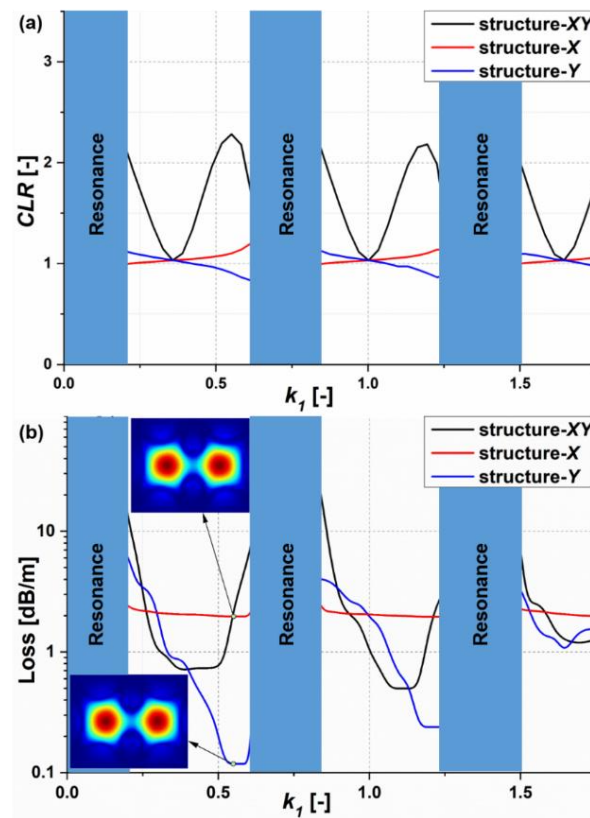 (a)
structure-XY
structure-X
structure-Y
3
2
1
0
CLR [-]
Resonance
Resonance
Resonance
0.0
0.5
1.0
1.5
k1 [-]
(b)
structure-XY
structure-X
structure-Y
10
1
0.1
Loss [dB/m]
Resonance
Resonance
Resonance
0.0
0.5
1.0
1.5
k1 [-]